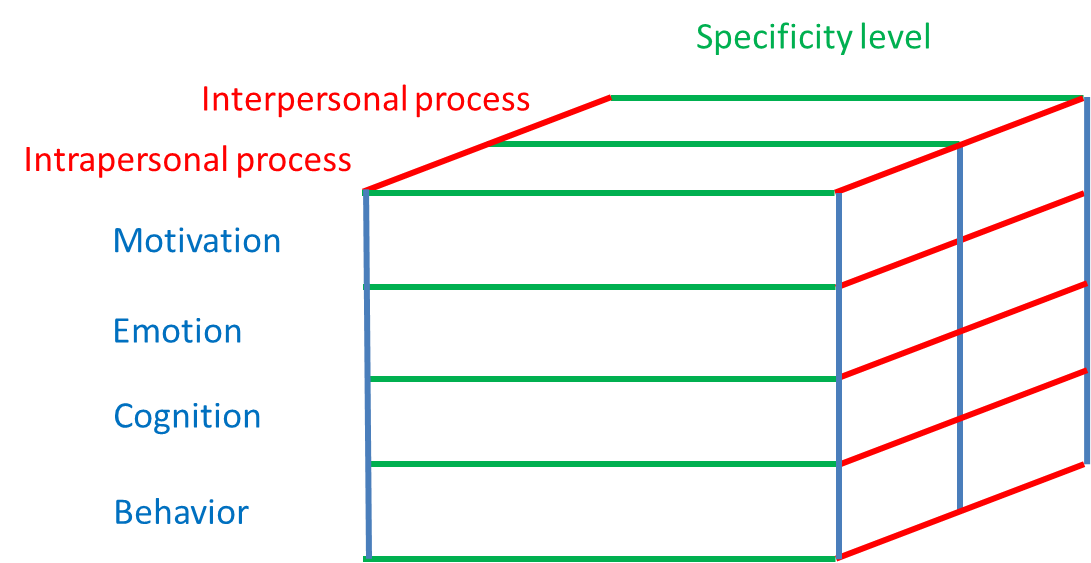 Specificity level
Interpersonal process
Intrapersonal process
Motivation
Emotion
Cognition
Behavior